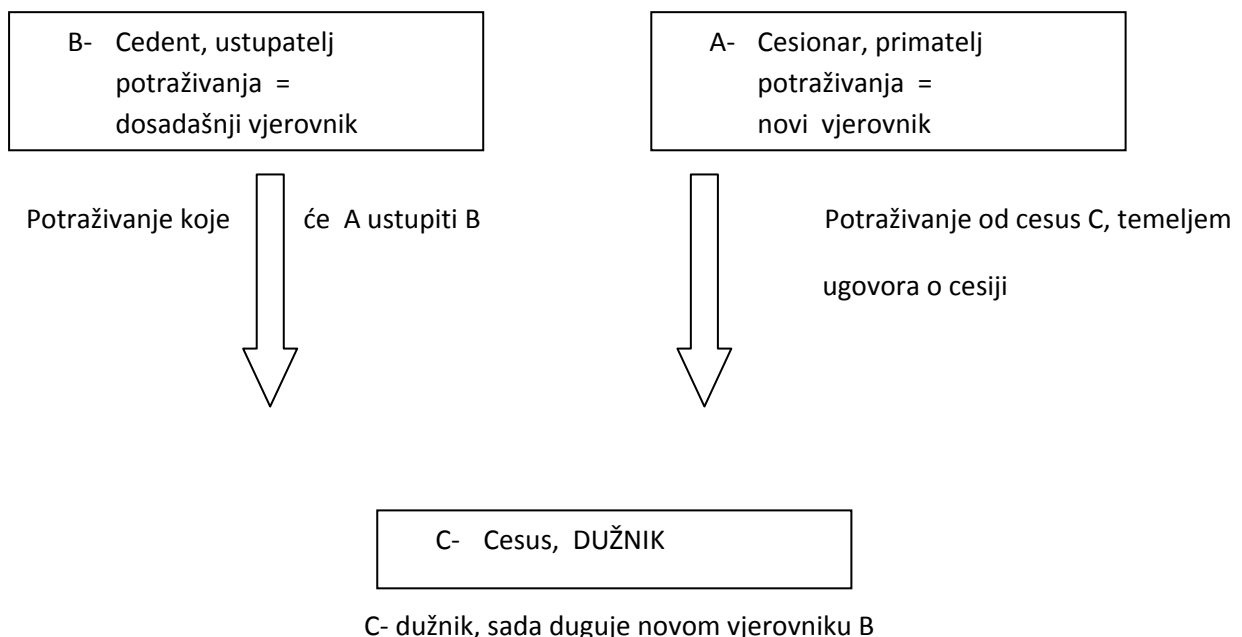 B- Cedent, ustupatelj
potraživanja =
dosadašnji vjerovnik
A- Cesionar, primatelj
potraživanja =
novi vjerovnik
Potraživanje koje će A ustupiti B
Potraživanje od cesus C, temeljem
ugovora o cesiji
C- Cesus, DUŽNIK
C- dužnik, sada duguje novom vjerovniku B